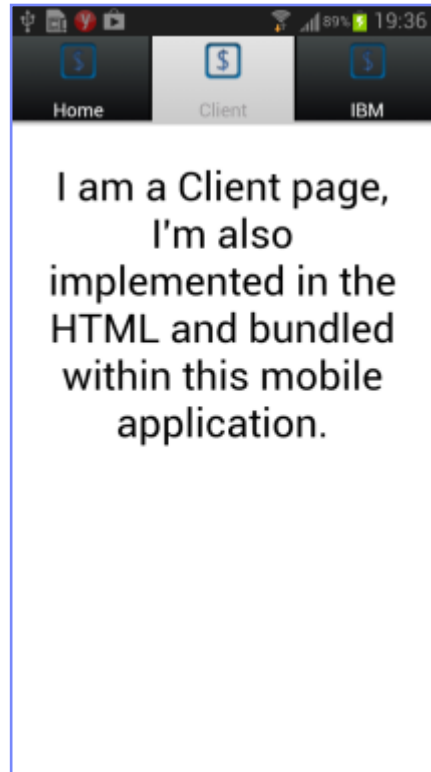 89% 19:36
$ $ $
Home Client IBM
I am a Client page,
I'm also
implemented in the
HTML and bundled
within this mobile
application.